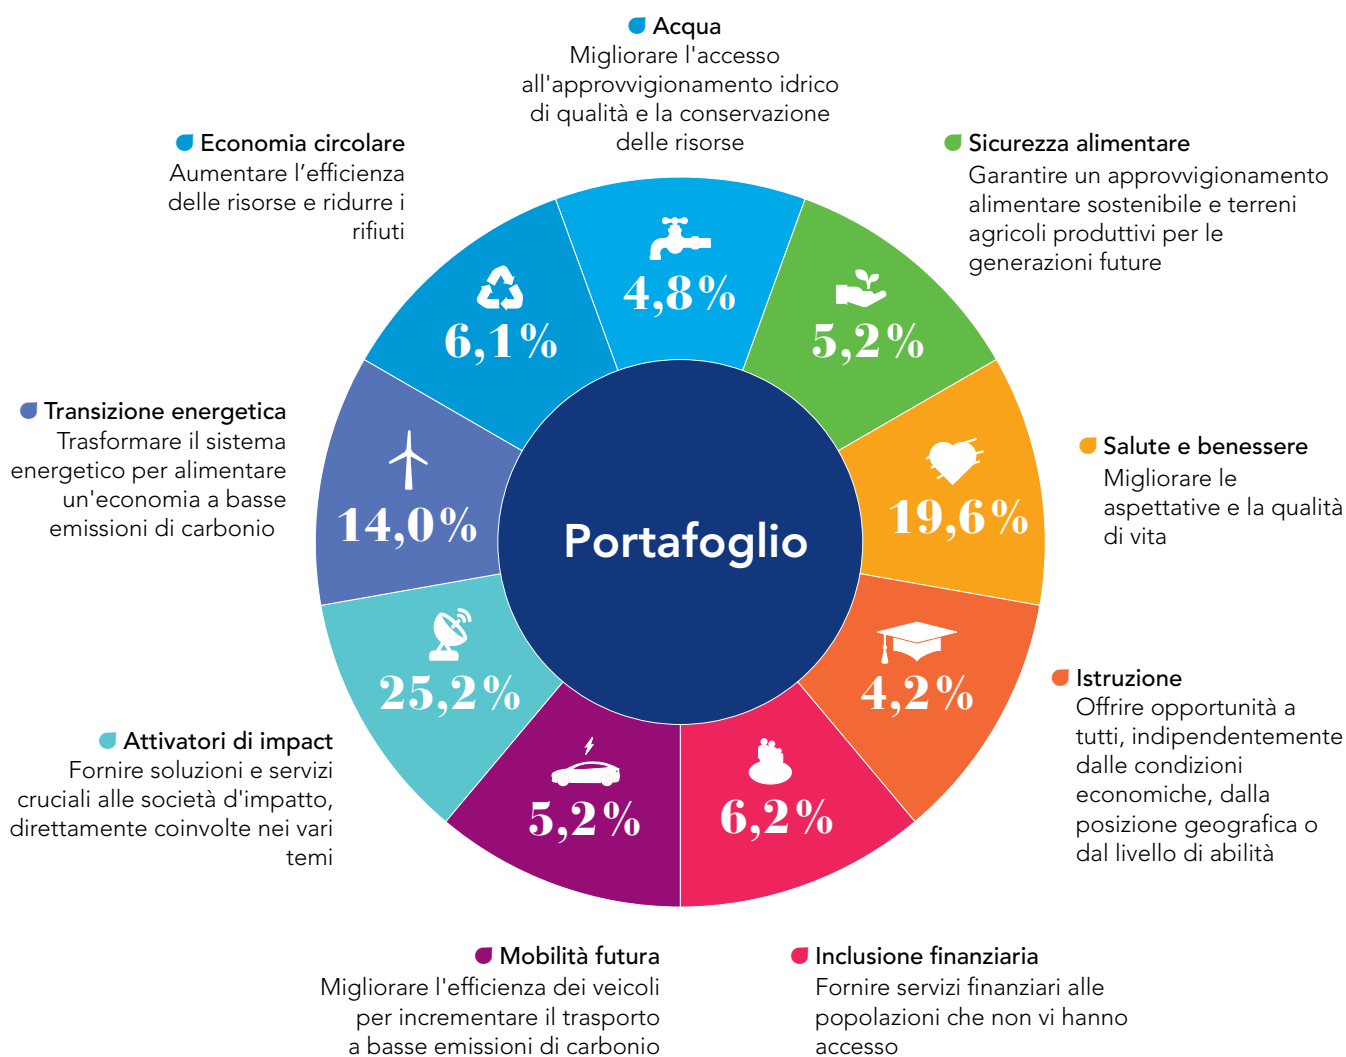 Acqua
Migliorare l'accesso
all'approvvigionamento idrico
di qualità e la conservazione
delle risorse
Economia circolare
Aumentare l’efficienza
delle risorse e ridurre i
rifiuti
Sicurezza alimentare
Garantire un approvvigionamento
alimentare sostenibile e terreni
agricoli produttivi per le
generazioni future
4,8%
6,1%
5,2%
Transizione energetica
Trasformare il sistema
energetico per alimentare
un'economia a basse
emissioni di carbonio
14,0%
Portafoglio
19,6%
Salute e benessere
Migliorare le
aspettative e la qualità
di vita
25,2%
4,2%
Attivatori di impact
Fornire soluzioni e servizi
cruciali alle società d'impatto,
direttamente coinvolte nei vari
temi
5,2%
6,2%
Istruzione
Offrire opportunità a
tutti, indipendentemente
dalle condizioni
economiche, dalla
posizione geografica o
dal livello di abilità
Mobilità futura
Migliorare l'efficienza dei veicoli
per incrementare il trasporto
a basse emissioni di carbonio
Inclusione finanziaria
Fornire servizi finanziari alle
popolazioni che non vi hanno
accesso